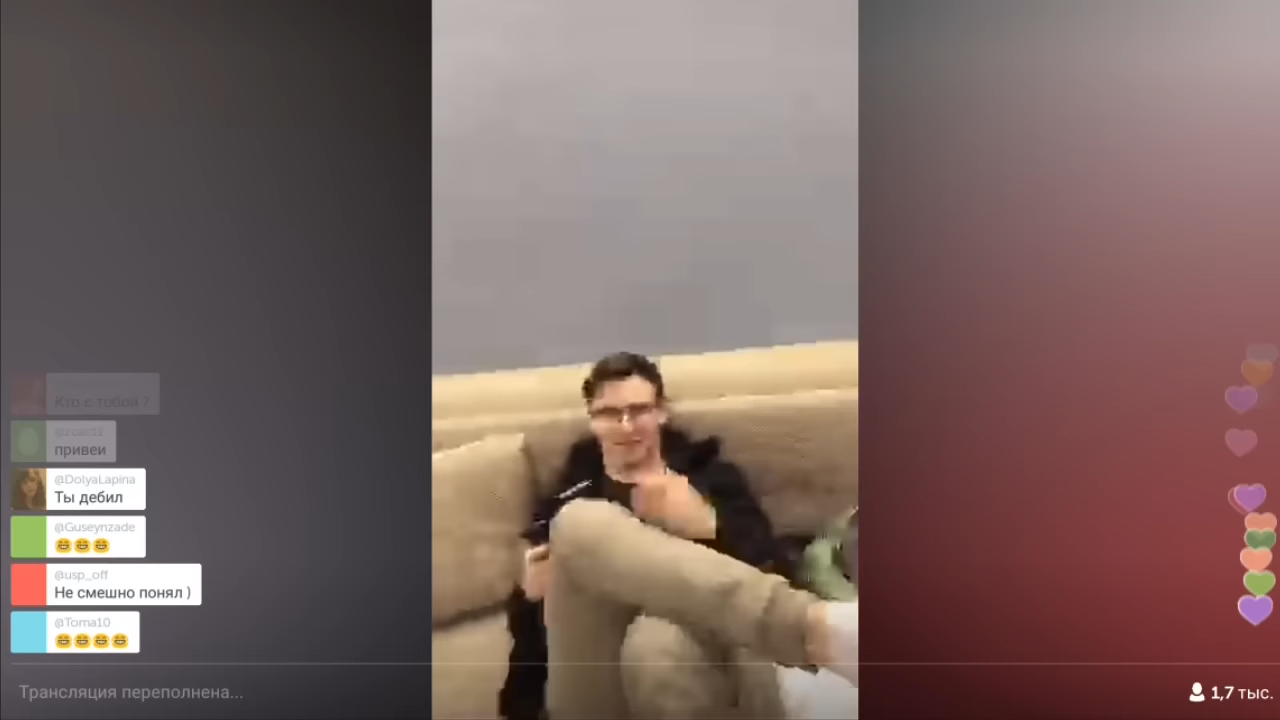 Кто с тобой ?
привеи
@DolyaLapina
Ты дебил
@Guseynzade
@usp_off
Не смешно понял )
@Toma10
Трансляция переполнена...
1,7 тыс.